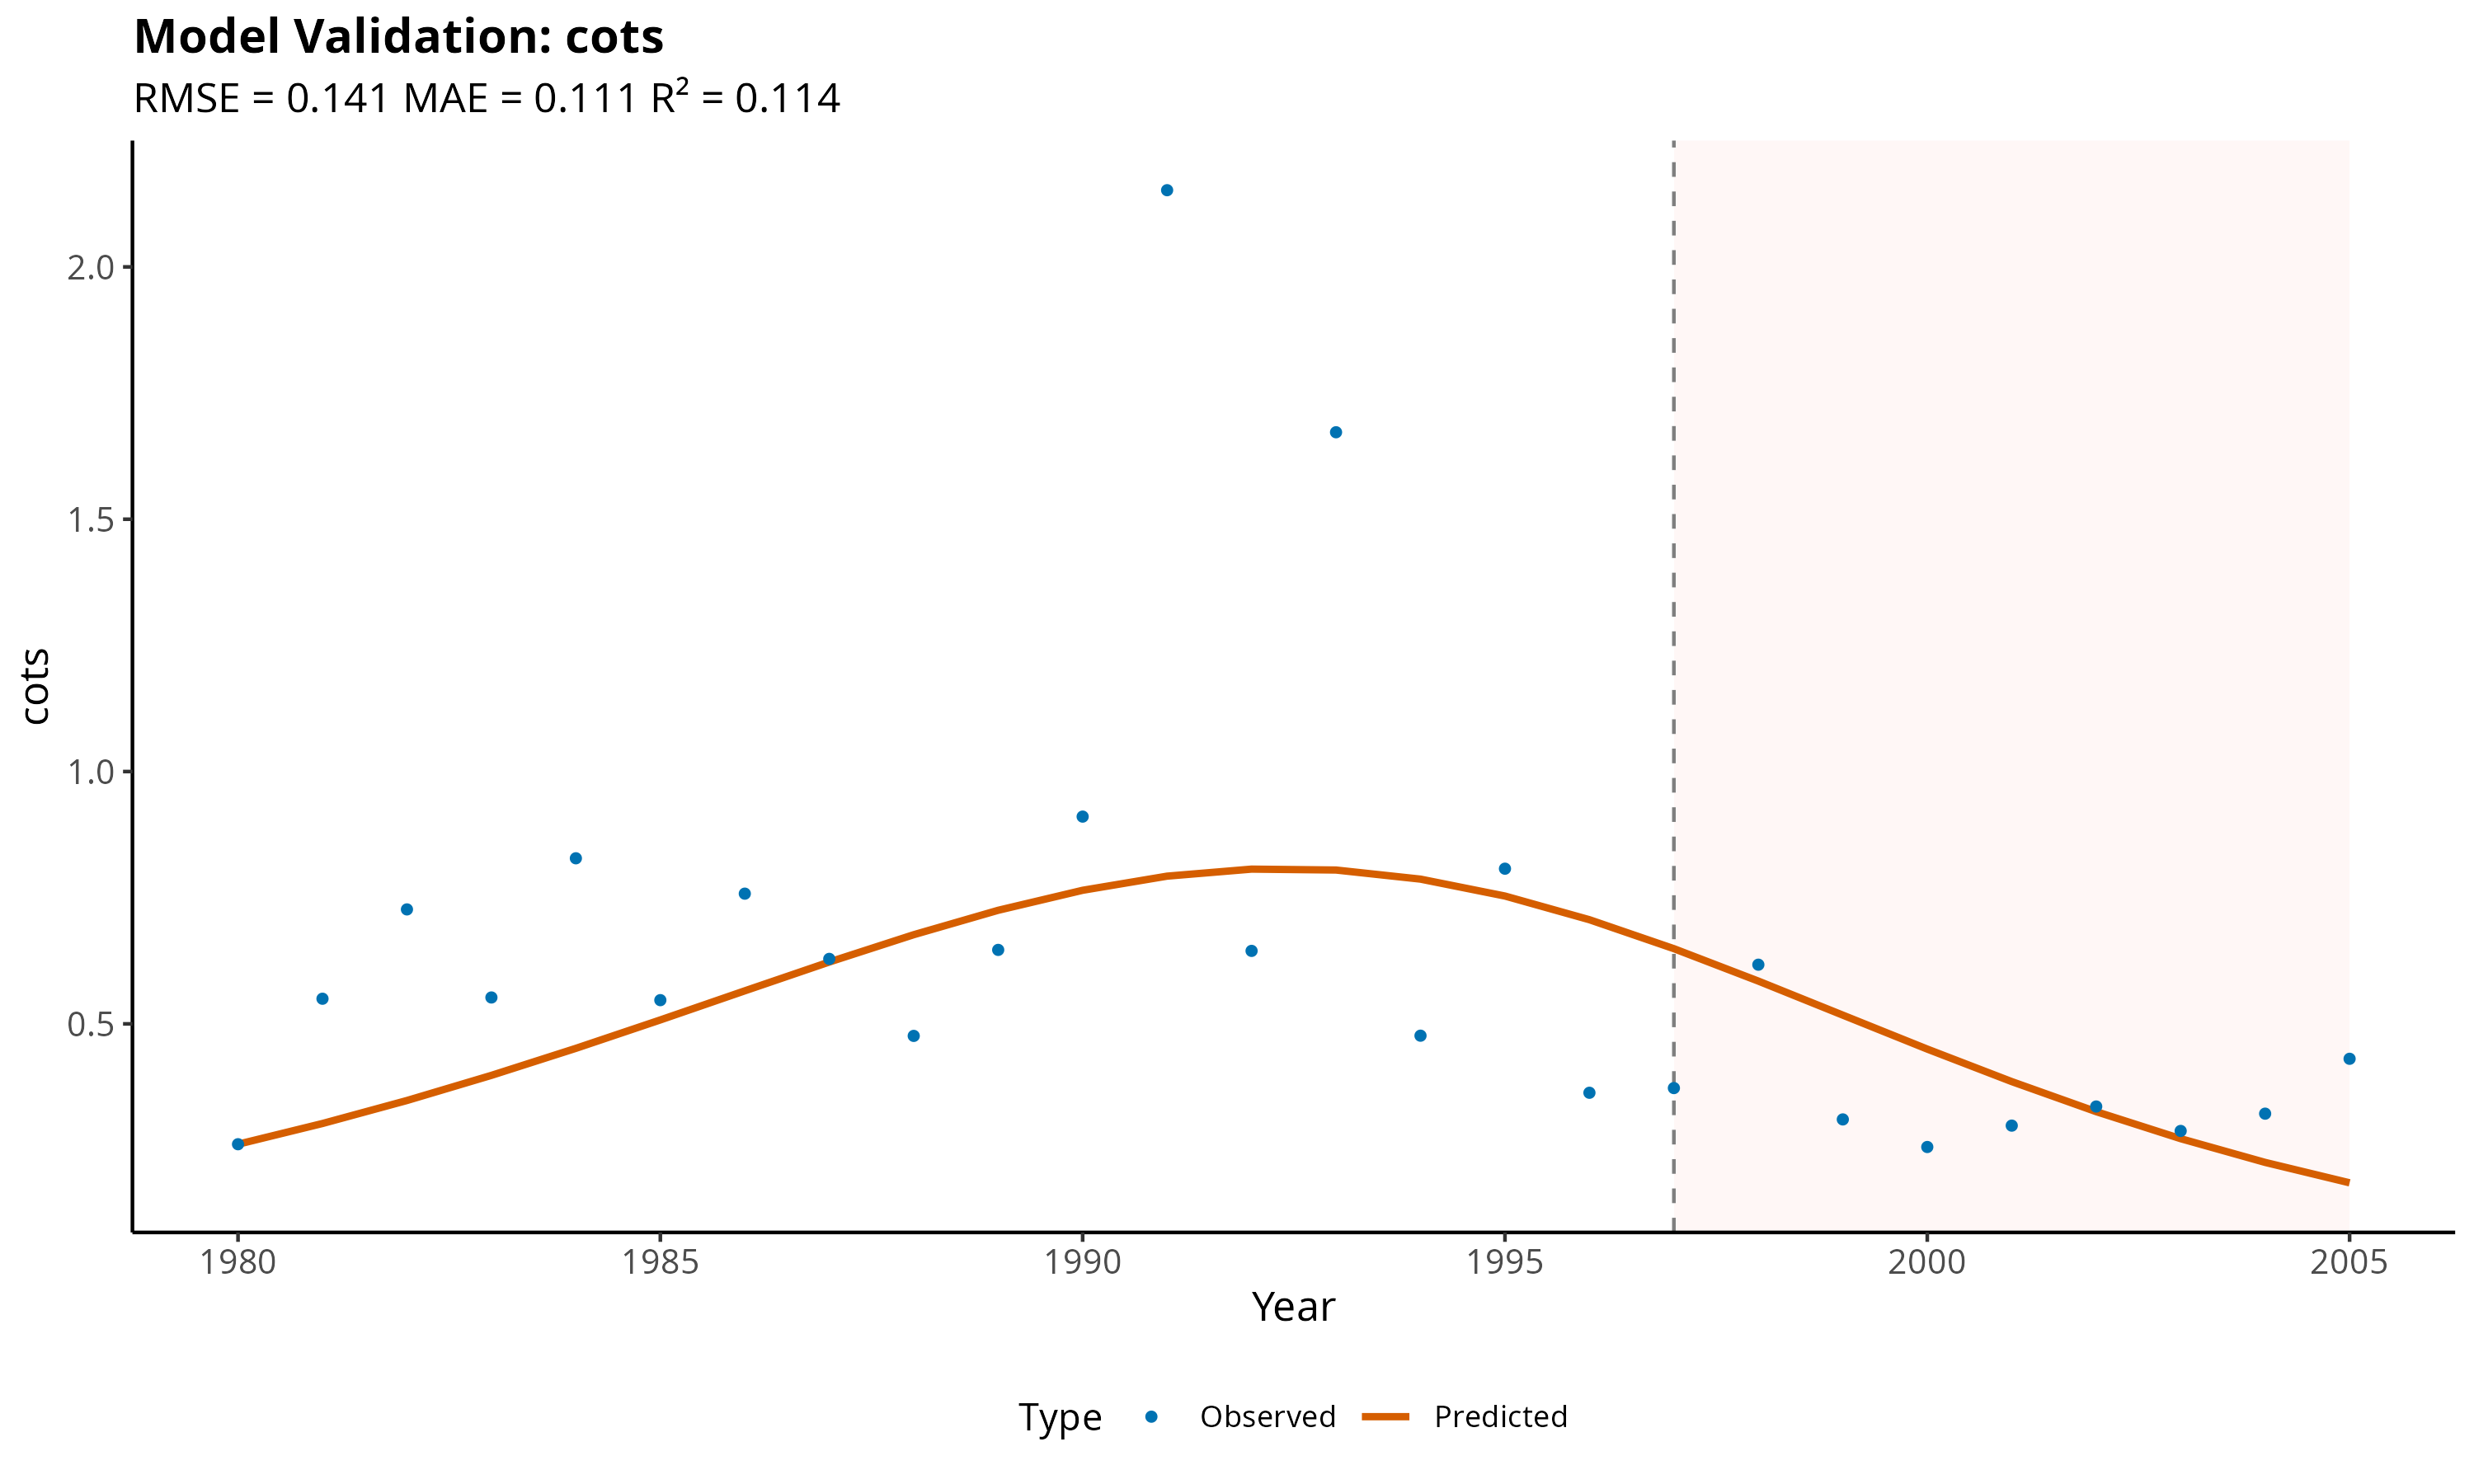 Model Validation: cots
RMSE = 0.141 MAE = 0.111 R² = 0.114
cots
2.0
1.5
1.0
0.5
1980 1985 1990 1995 2000 2005
Year
Type Observed Predicted